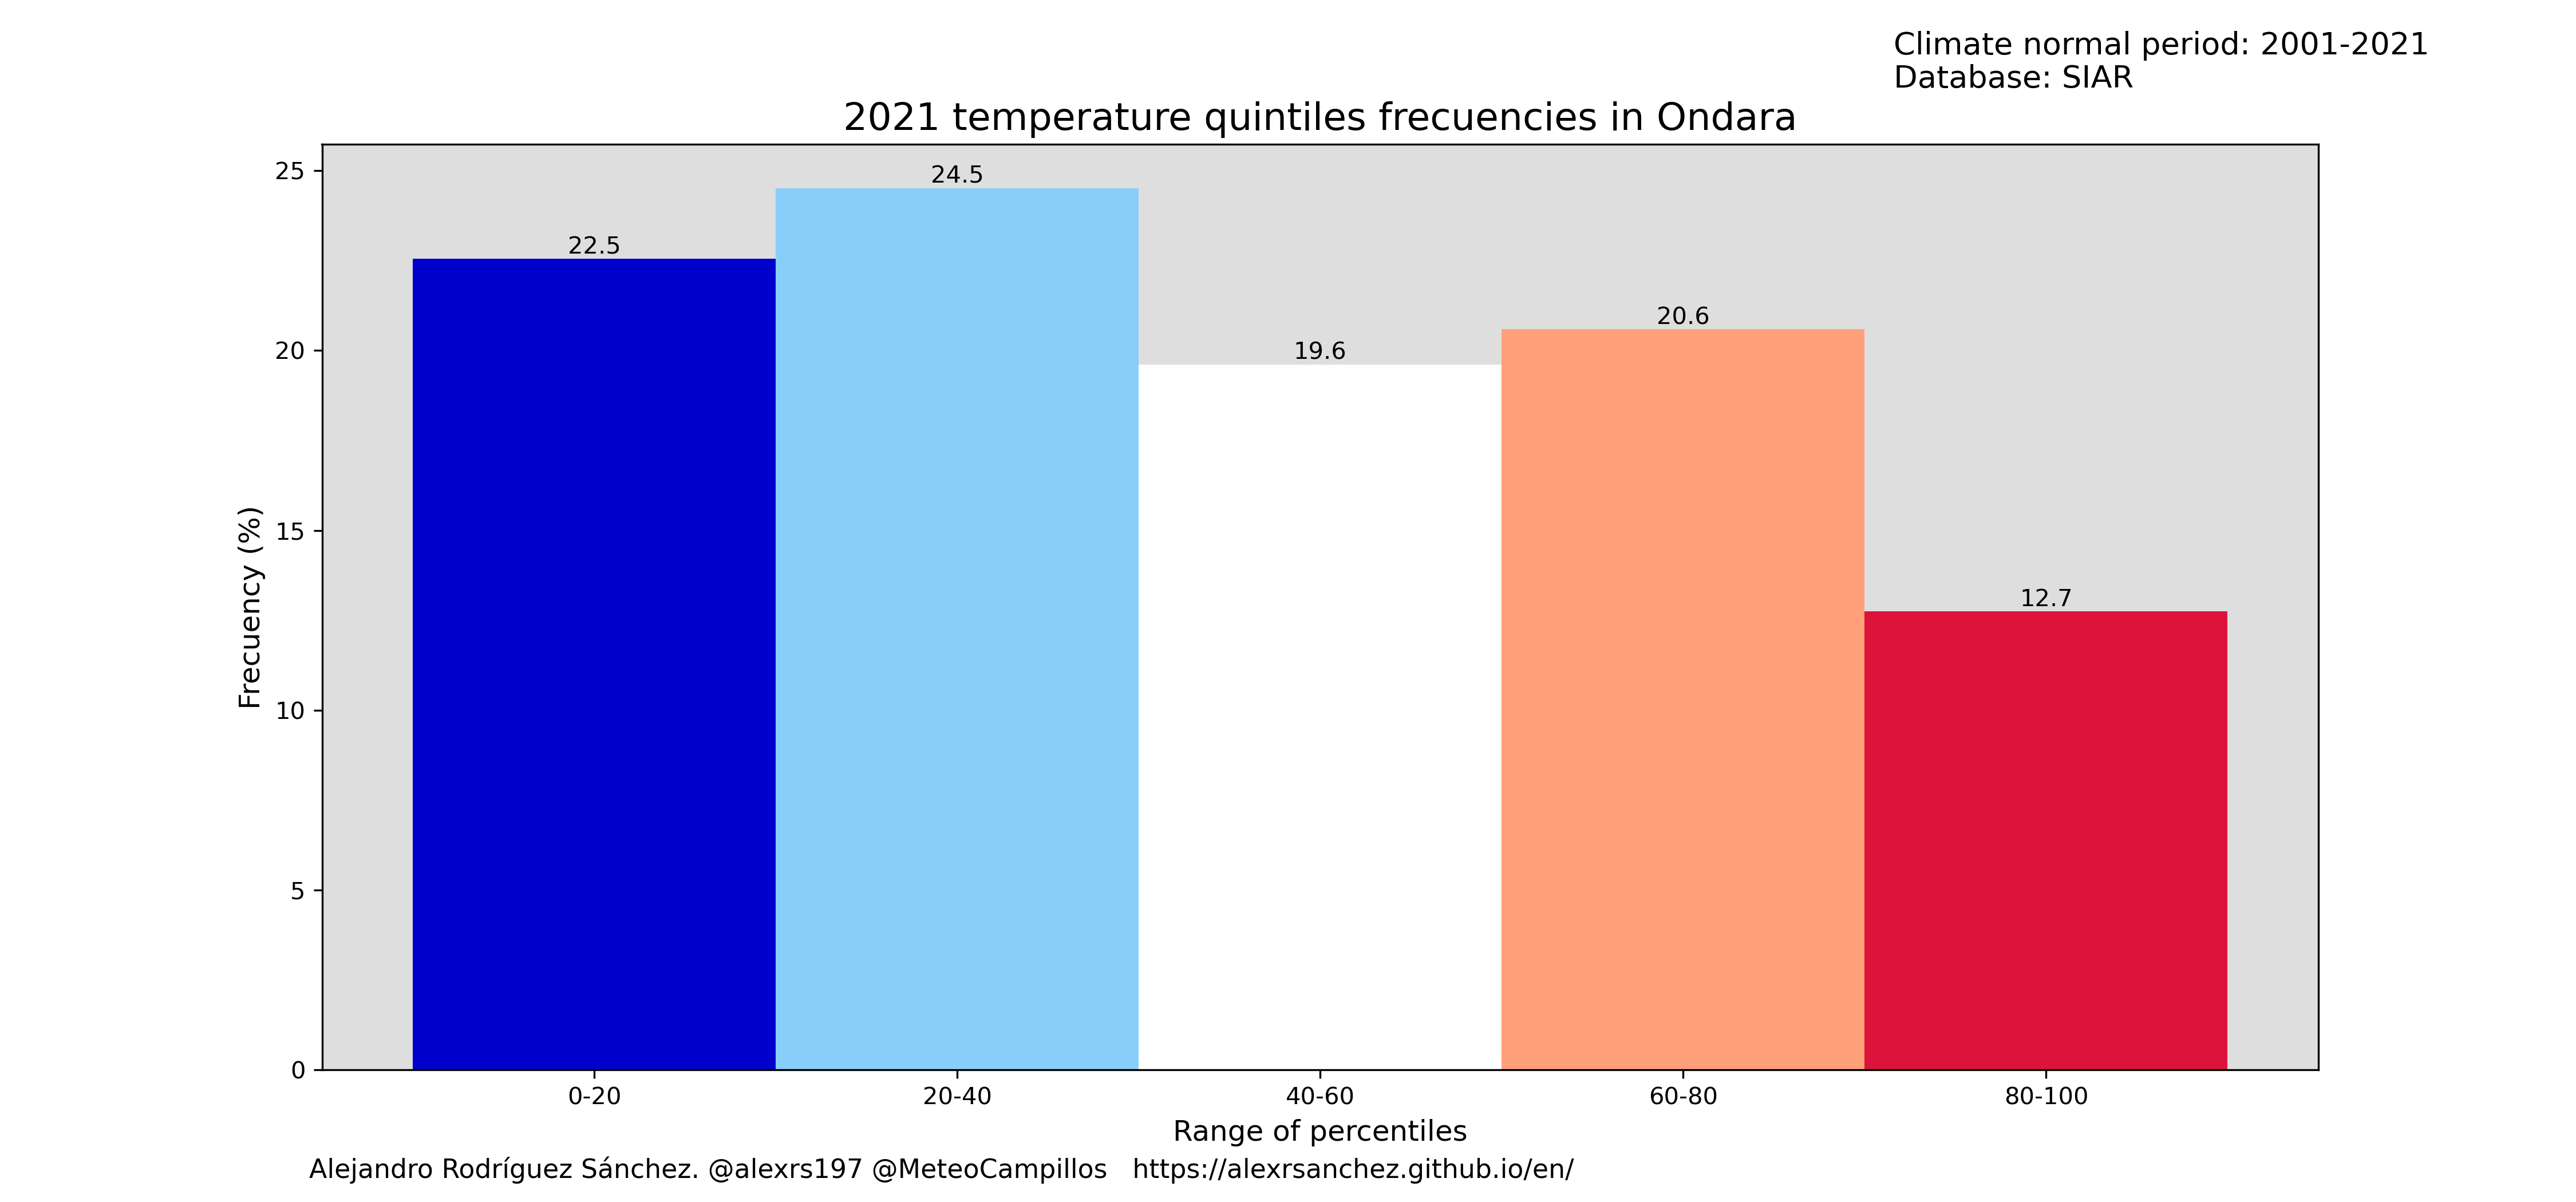 Climate normal period: 2001-2021
Database: SIAR
2021 temperature quintiles frecuencies in Ondara
25
20
15
10
5
0
Frecuency (%)
22.5
24.5
19.6
20.6
12.7
0-20
20-40
40-60
60-80
80-100
Range of percentiles
Alejandro Rodríguez Sánchez. @alexrs197 @MeteoCampillos https://alexrsanchez.github.io/en/